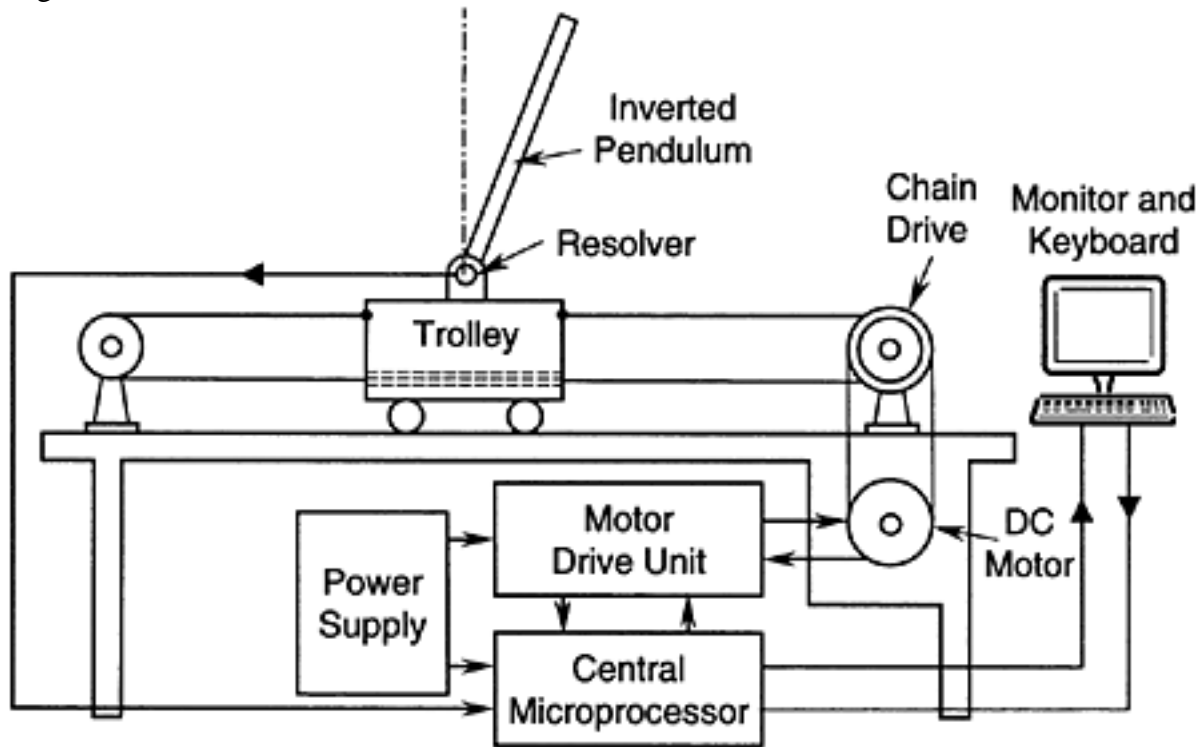 Inverted
Pendulum
Resolver
Chain
Drive
Monitor and
Keyboard
Trolley
Motor
Drive Unit
DC
Motor
Power
Supply
Central
Microprocessor